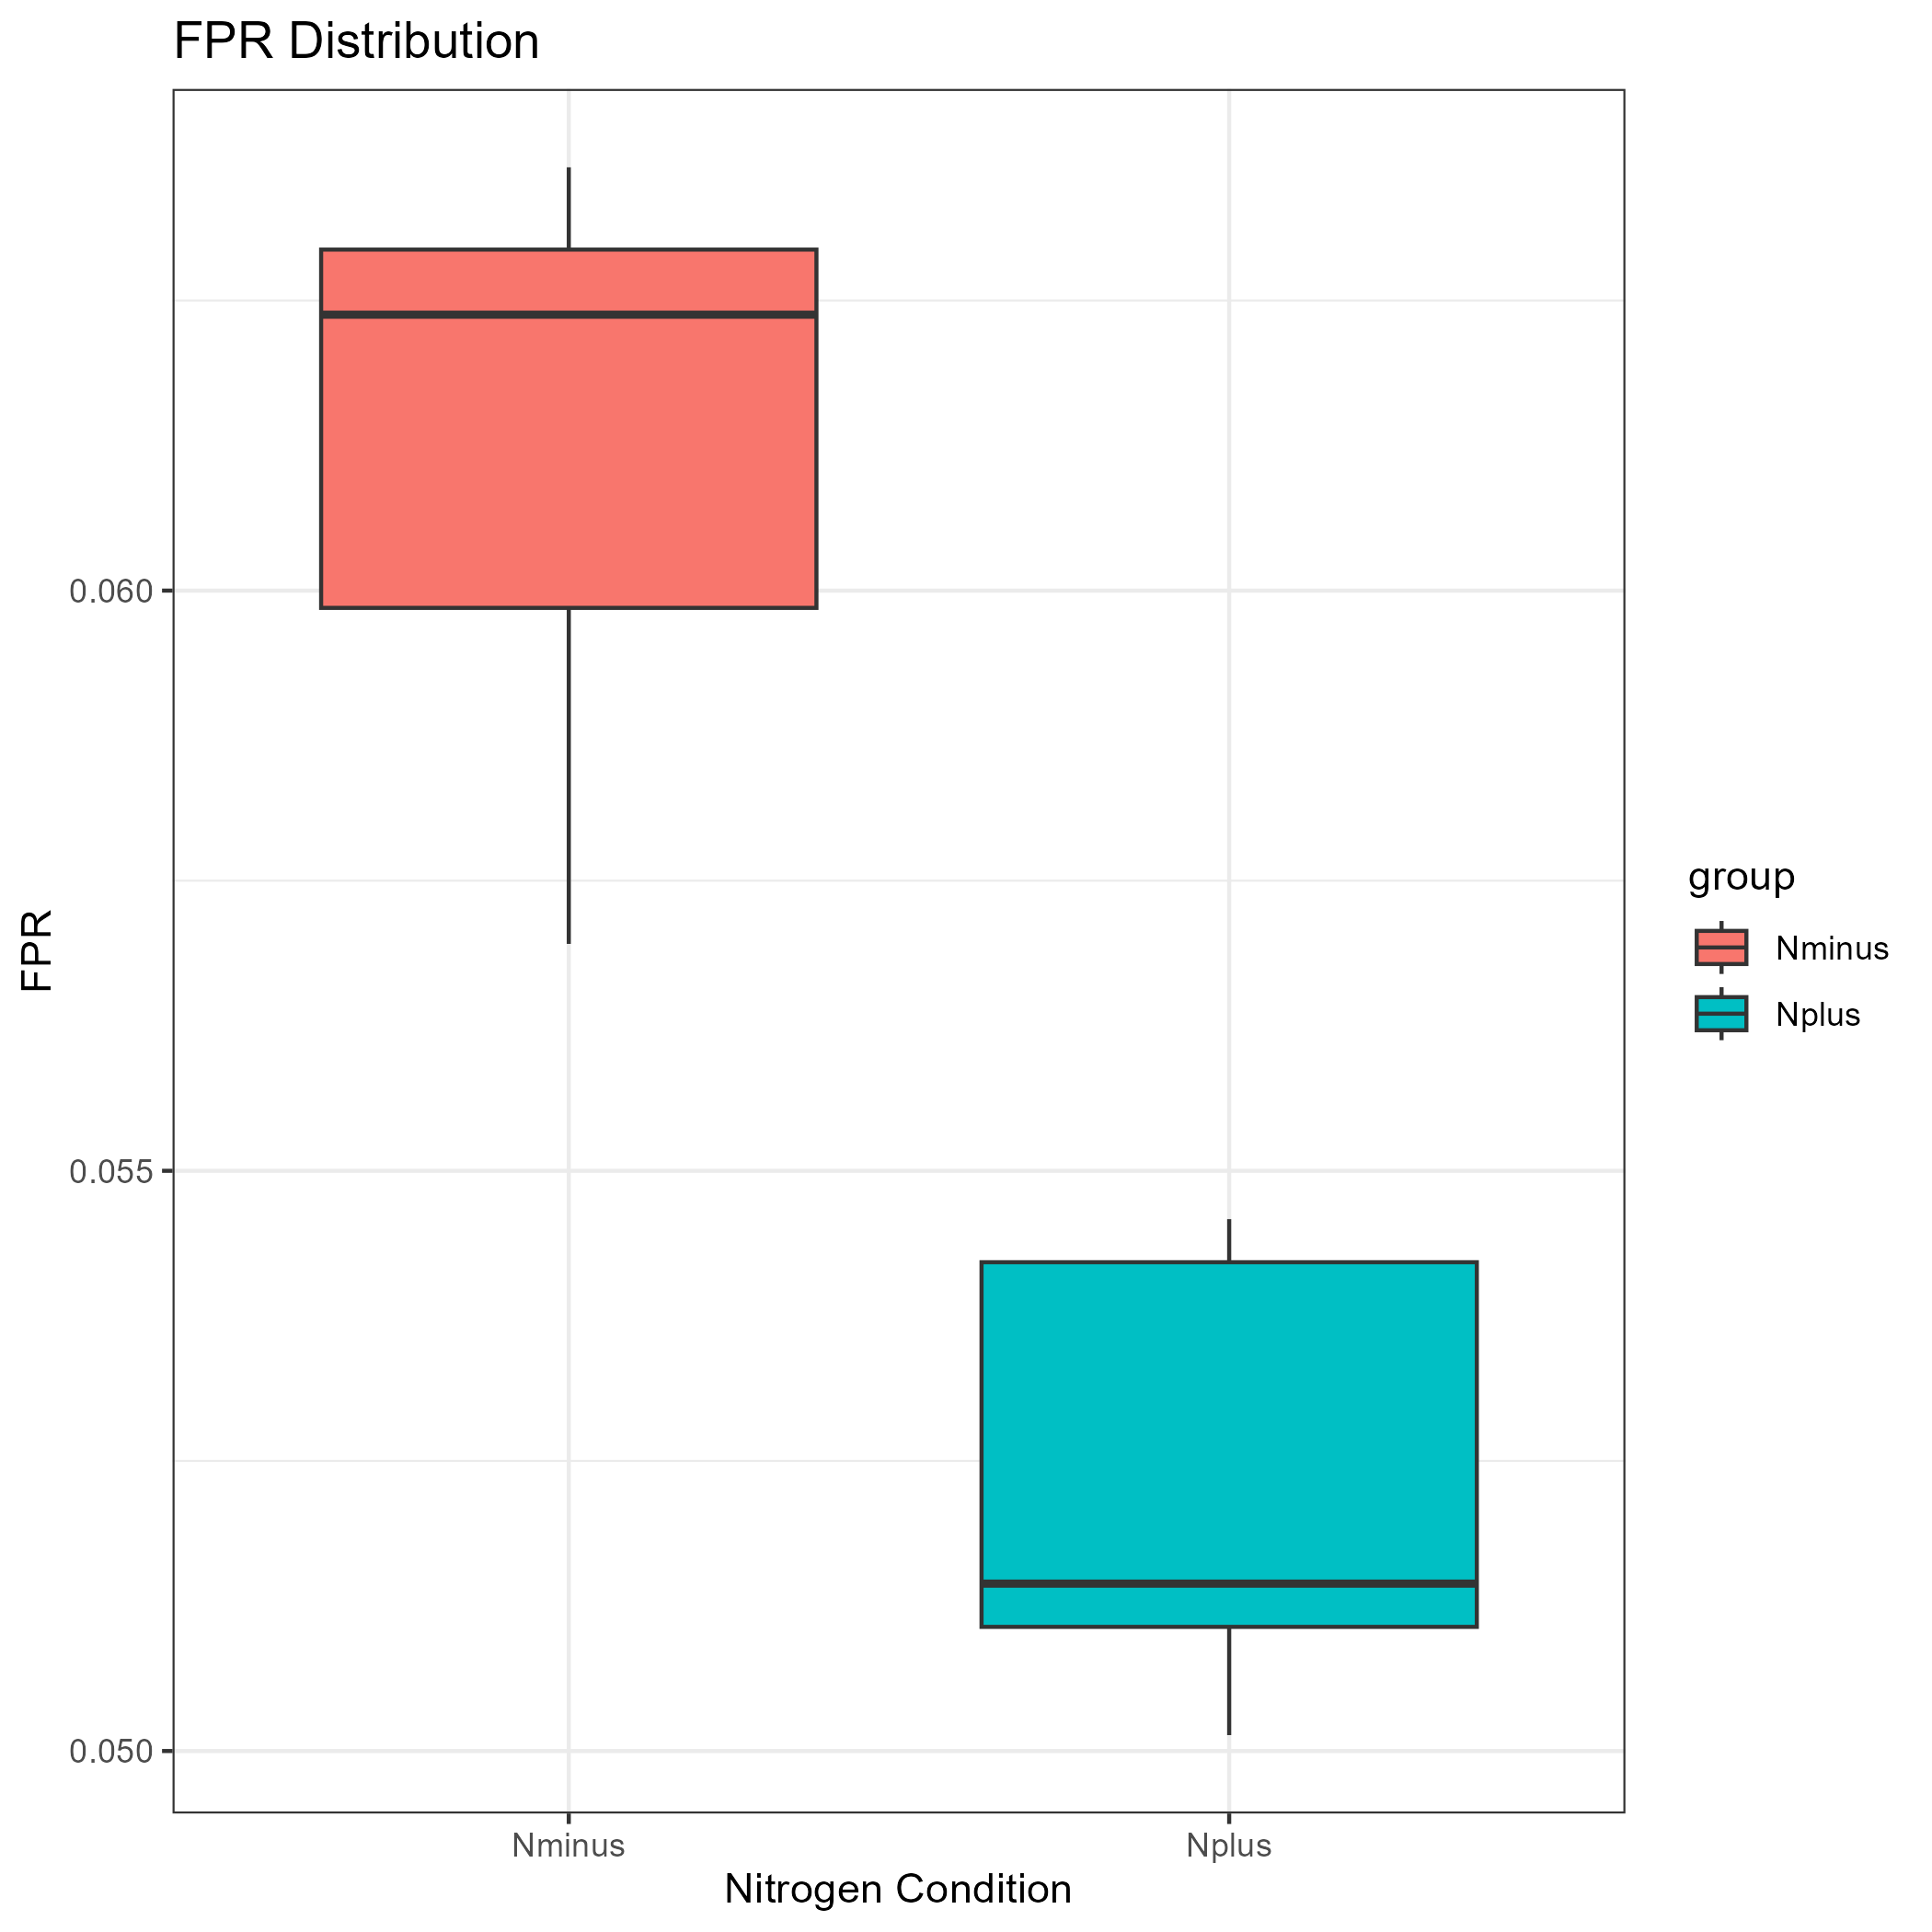 FPR Distribution
FPR
0.060
0.055
0.050
Nminus
Nplus
Nitrogen Condition
group
Nminus
Nplus